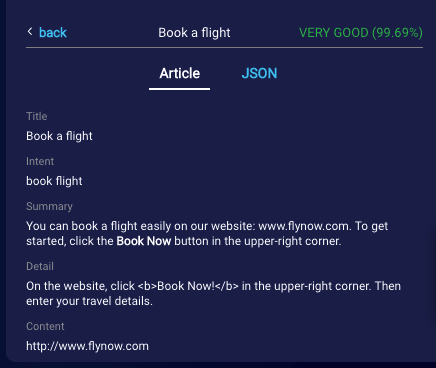 < back Book a flight VERY GOOD (99.69%)
Article JSON
Title
Book a flight
Intent
book flight
Summary
You can book a flight easily on our website: www.flynow.com. To get
started, click the Book Now button in the upper-right corner.
Detail
On the website, click <b>Book Now!</b> in the upper-right corner. Then
enter your travel details.
Content
http://www.flynow.com